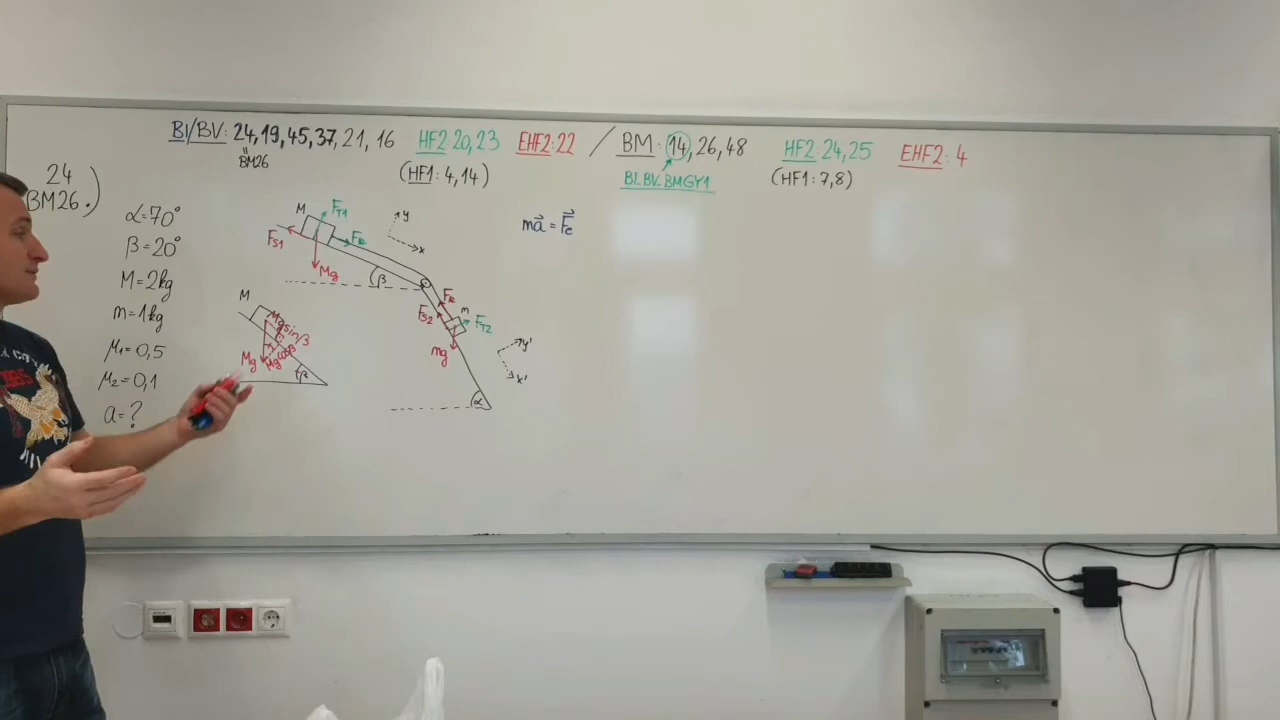 BI/BV: 24, 19, 45, 37, 21, 16 HF2: 20, 23 EHF2: 22 / BM: 14, 26, 48 HF2: 24, 25 EHF2: 4
"
BM26
(HF1: 4, 14)
BI.BV.BMGY1
(HF1: 7, 8)
24
BM26.)
α=70°
β=20°
M=2kg
m=1kg
μ1=0,5
μ2=0,1
a=?
M
FT1
y
x
FS1
FK
Mg
β
ma⃗ = F⃗e
M
Mgsinβ
Mg
Mgcosβ
β
FK
m
FS2
FT2
mg
y'
x'
α